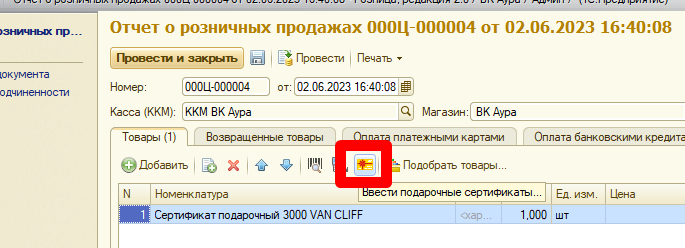 Отчет о розничных продажах 000Ц-000004 от 02.06.2023 16:40:08 - Розница, редакция 2.0 / ВК Аура / Админ / (1С:Предприятие)
озничных пр...
Отчет о розничных продажах 000Ц-000004 от 02.06.2023 16:40:08
Провести и закрыть Провести Печать
документа
одчиненности
Номер: 000Ц-000004 от: 02.06.2023 16:40:08
Касса (ККМ): ККМ ВК Аура Магазин: ВК Аура
Товары (1) Возвращенные товары Оплата платежными картами Оплата банковскими кредита
Добавить Подобрать товары...
Ввести подарочные сертификаты...
N Номенклатура Ед. изм. Цена
1 Сертификат подарочный 3000 VAN CLIFF <хар... 1,000 шт